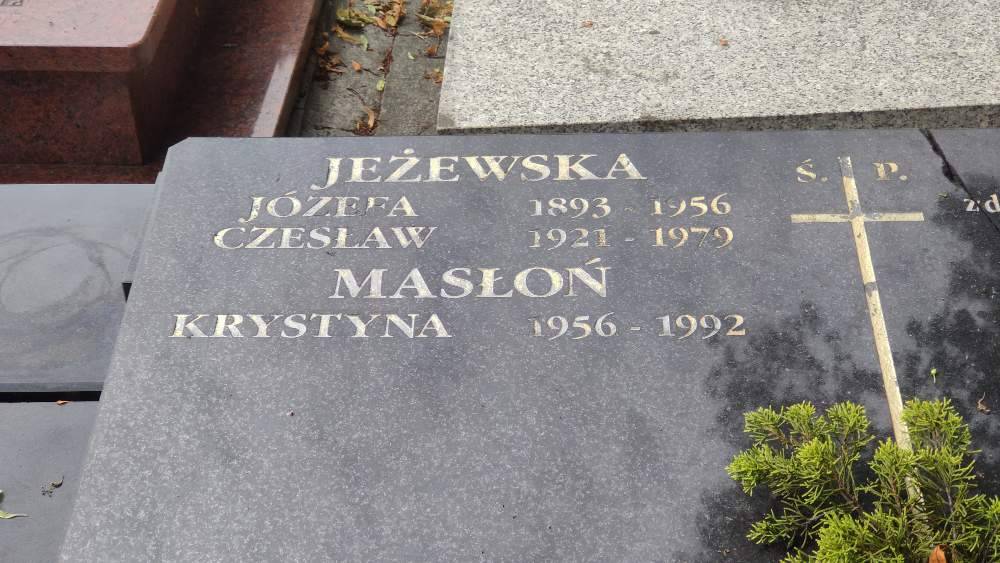 JEŻEWSKA
JÓZEFA 1893 - 1956
CZESŁAW 1921 - 1979
MASŁOŃ
KRYSTYNA 1956 - 1992
Ś. P.